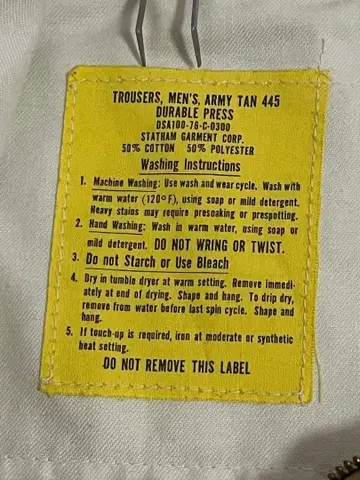 TROUSERS, MEN'S, ARMY TAN 445
DURABLE PRESS
DSA100-76-C-0300
STATHAM GARMENT CORP.
50% COTTON 50% POLYESTER
Washing Instructions
1. Machine Washing: Use wash and wear cycle. Wash with
warm water (120°F), using soap or mild detergent.
Heavy stains may require presoaking or prespotting.
2. Hand Washing: Wash in warm water, using soap or
mild detergent. DO NOT WRING OR TWIST.
3. Do not Starch or Use Bleach
4. Dry in tumble dryer at warm setting. Remove immedi-
ately at end of drying. Shape and hang. To drip dry,
remove from water before last spin cycle. Shape and
hang.
5. If touch-up is required, iron at moderate or synthetic
heat setting.
DO NOT REMOVE THIS LABEL